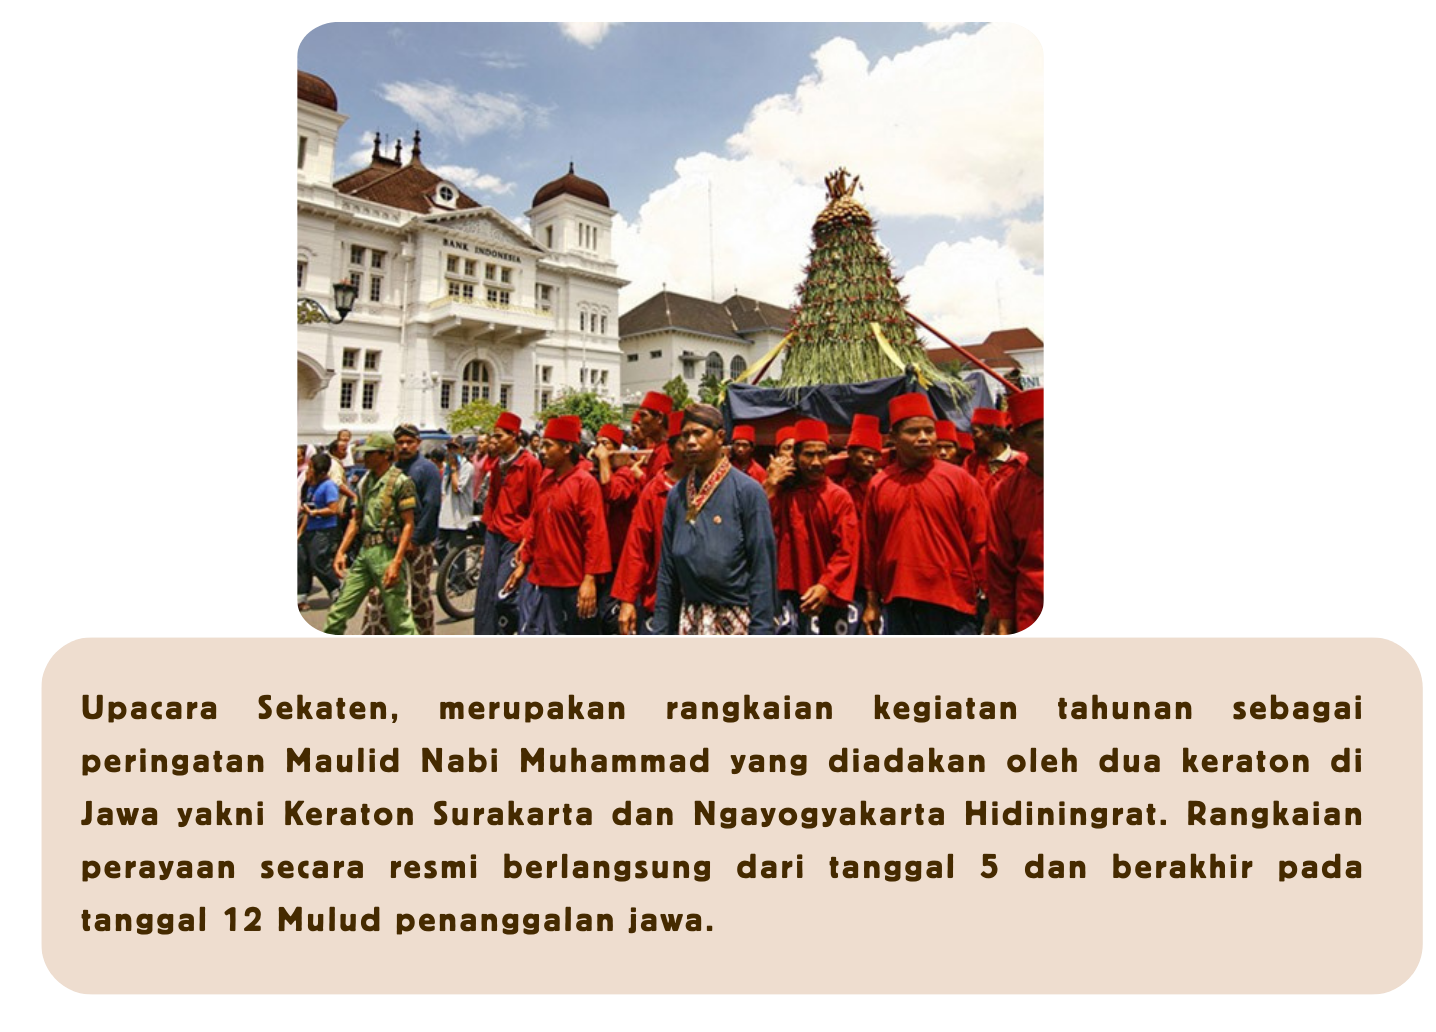 BANK INDONESIA
Upacara Sekaten, merupakan rangkaian kegiatan tahunan sebagai
peringatan Maulid Nabi Muhammad yang diadakan oleh dua keraton di
Jawa yakni Keraton Surakarta dan Ngayogyakarta Hidiningrat. Rangkaian
perayaan secara resmi berlangsung dari tanggal 5 dan berakhir pada
tanggal 12 Mulud penanggalan jawa.